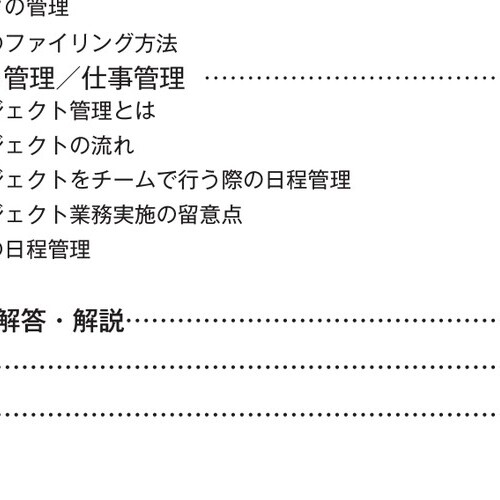 の管理
のファイリング方法
管理／仕事管理 ………………………………
ジェクト管理とは
ジェクトの流れ
ジェクトをチームで行う際の日程管理
ジェクト業務実施の留意点
の日程管理
解答・解説………………………………………
……………………………………………………
……………………………………………………